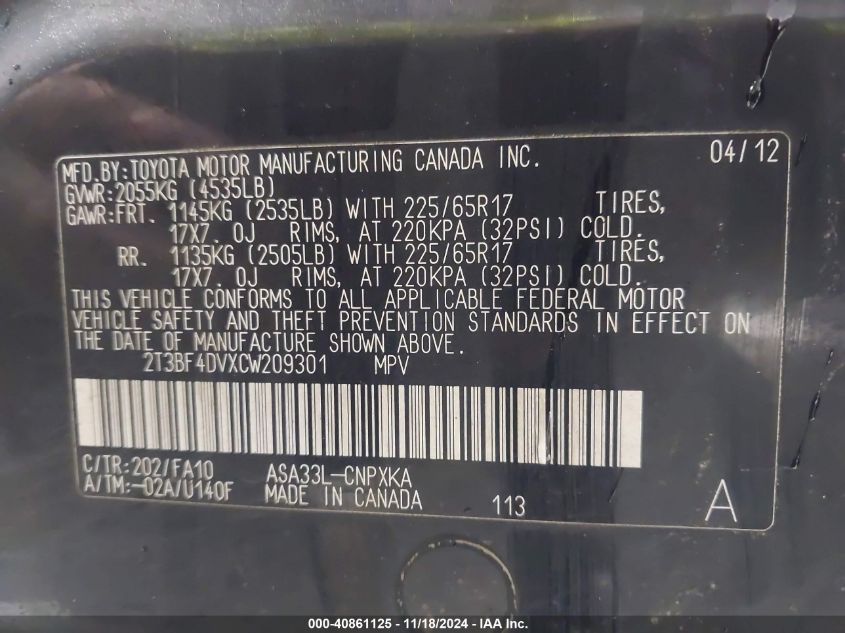 MFD. BY: TOYOTA MOTOR MANUFACTURING CANADA INC. 04/12
GVWR: 2055KG (4535LB)
GAWR: FRT. 1145KG (2535LB) WITH 225/65R17 TIRES,
17X7. 0J RIMS, AT 220KPA (32PSI) COLD.
RR. 1135KG (2505LB) WITH 225/65R17 TIRES,
17X7. 0J RIMS, AT 220KPA (32PSI) COLD.
THIS VEHICLE CONFORMS TO ALL APPLICABLE FEDERAL MOTOR
VEHICLE SAFETY AND THEFT PREVENTION STANDARDS IN EFFECT ON
THE DATE OF MANUFACTURE SHOWN ABOVE.
2T3BF4DVXCW209301 MPV
C/TR: 202/FA10 ASA33L-CNPXKA
A/TM: -02A/U140F MADE IN CANADA 113 A
000-40861125 - 11/18/2024 - IAA Inc.